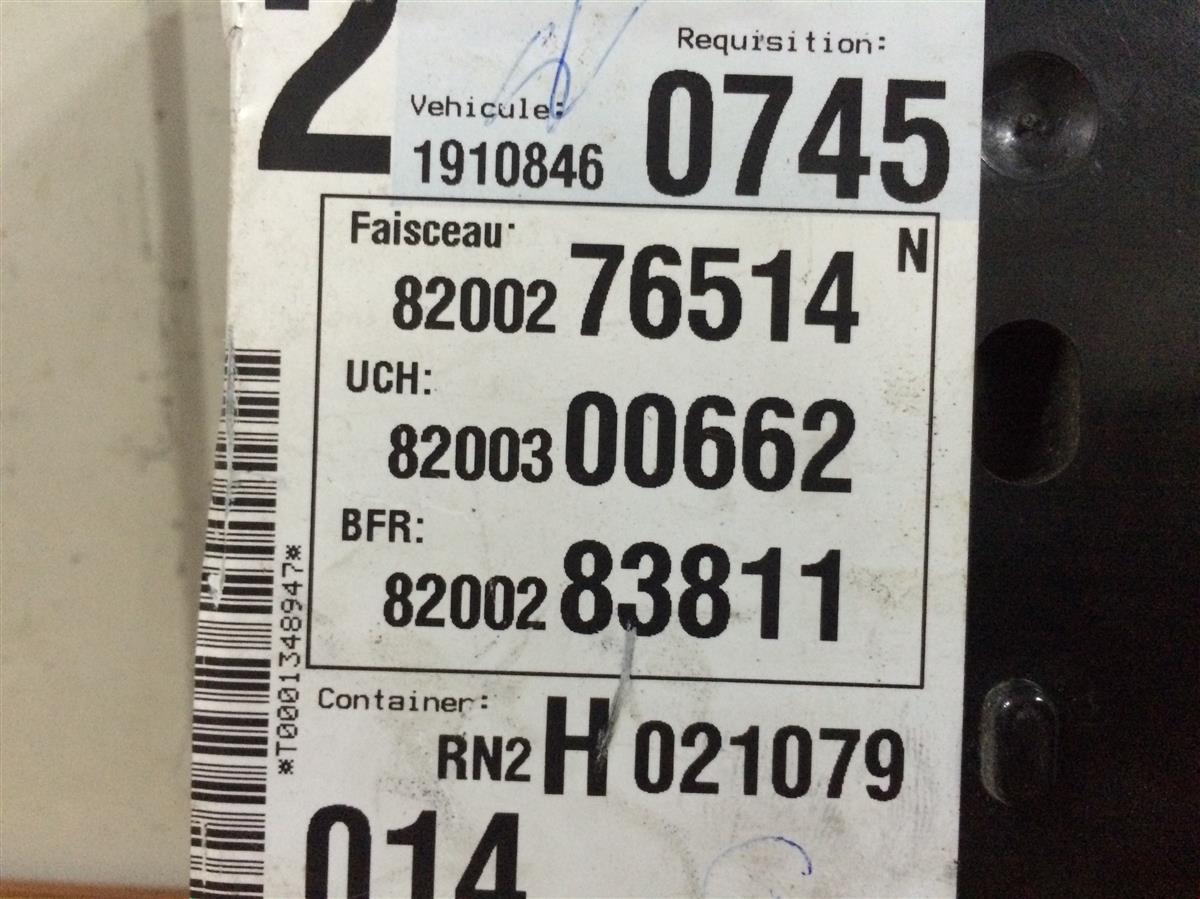 2
Requisition:
Vehicule:
1910846
0745
Faisceau:
N
82002 76514
UCH:
82003 00662
BFR:
82002 83811
*T0001348947*
Container:
RN2 H 021079
014